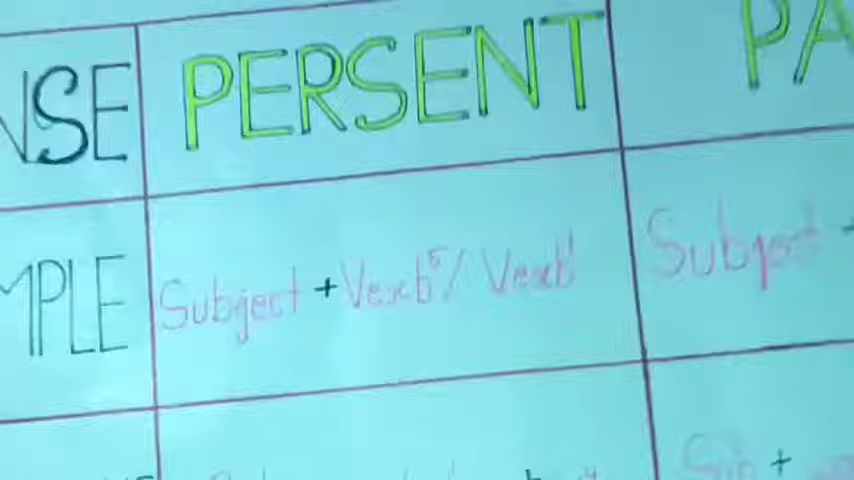 NSE PERSENT PA
MPLE Subject + Verb⁵/ Verb¹ Subject +
Sub +